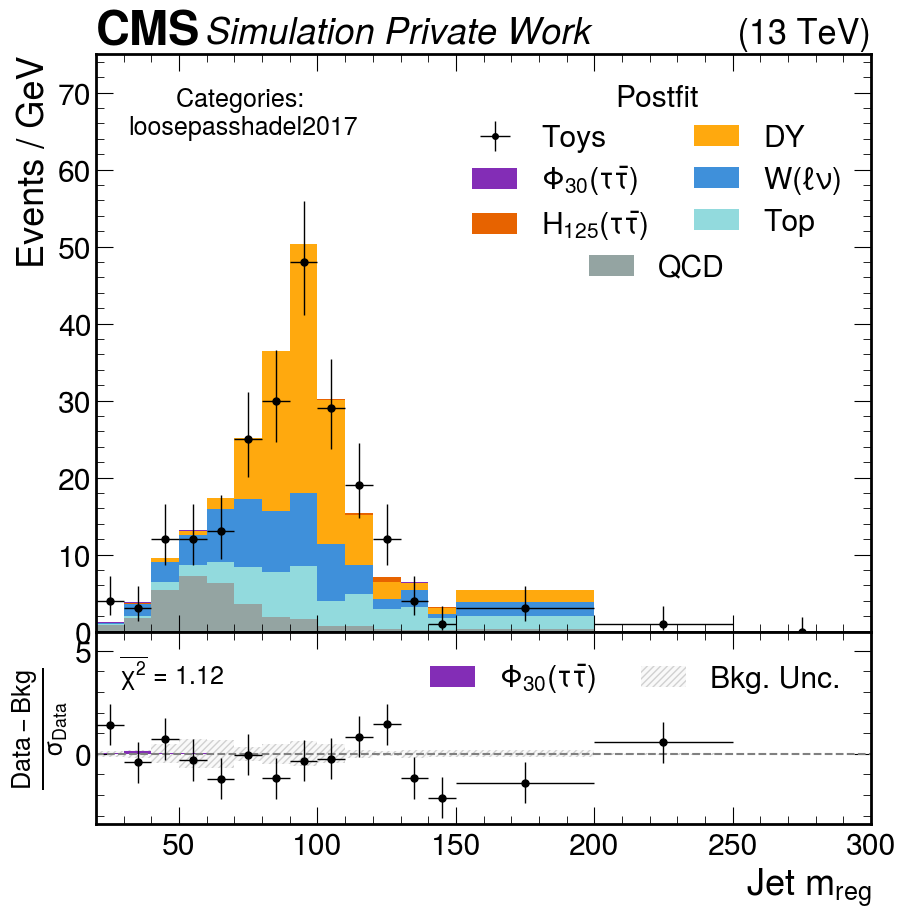 CMS Simulation Private Work (13 TeV)
Events / GeV
Categories:
loosepasshadel2017
Postfit
Toys
Φ30(ττ̄)
H125(ττ̄)
DY
W(ℓν)
Top
QCD
70
60
50
40
30
20
10
0
χ² = 1.12
Φ30(ττ̄)
Bkg. Unc.
Data – Bkg
σData
5
0
50 100 150 200 250 300
Jet mreg